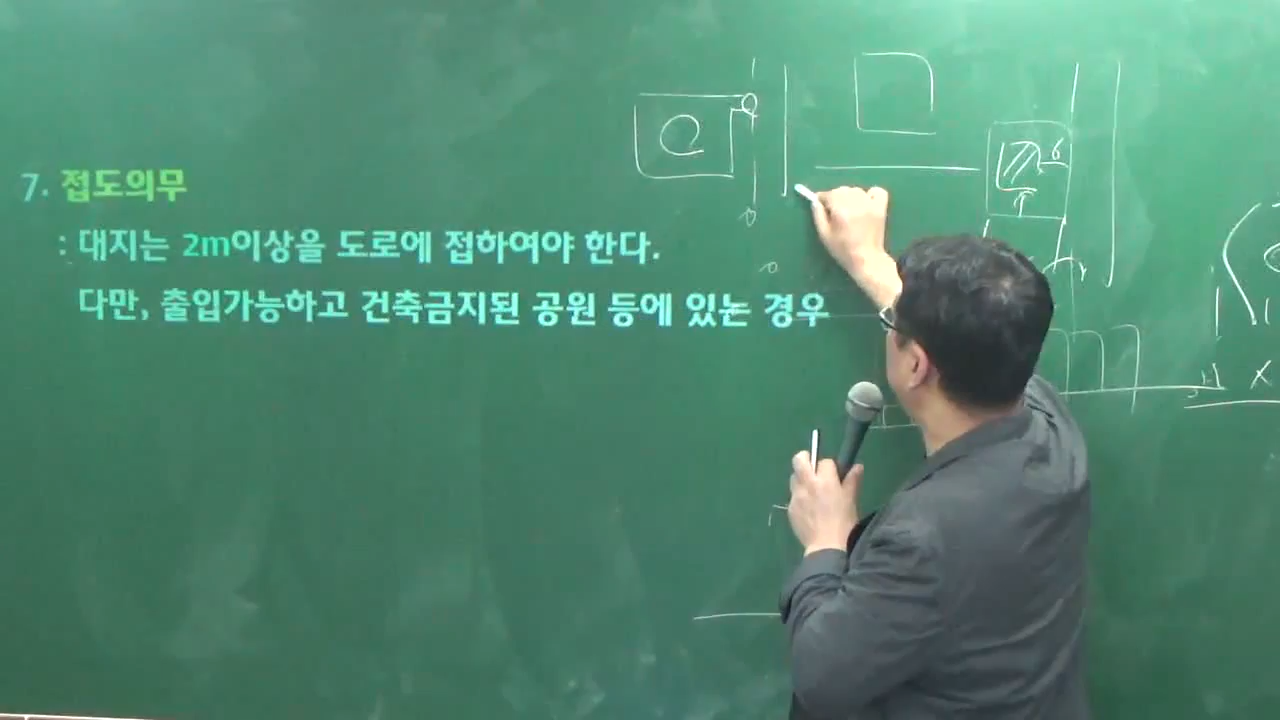 7. 접도의무
: 대지는 2m이상을 도로에 접하여야 한다.
다만, 출입가능하고 건축금지된 공원 등에 있는 경우
6